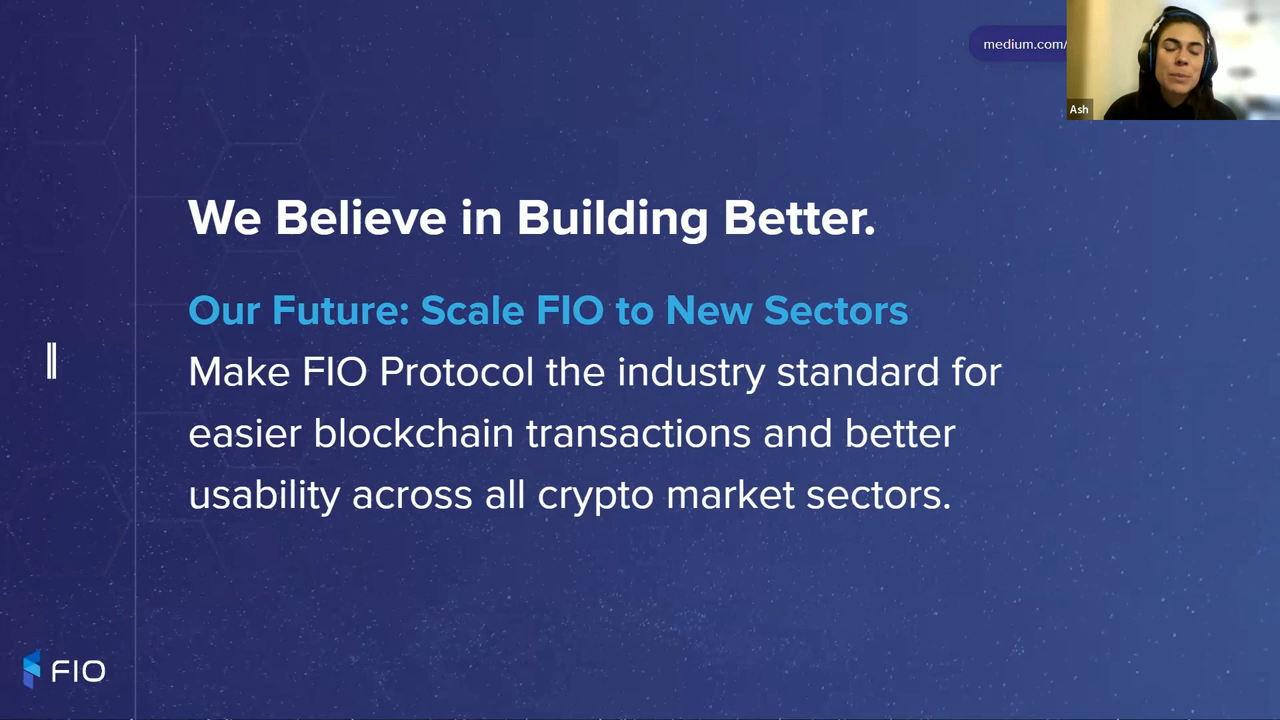 medium.com/
Ash
We Believe in Building Better.
Our Future: Scale FIO to New Sectors
Make FIO Protocol the industry standard for
easier blockchain transactions and better
usability across all crypto market sectors.
FIO